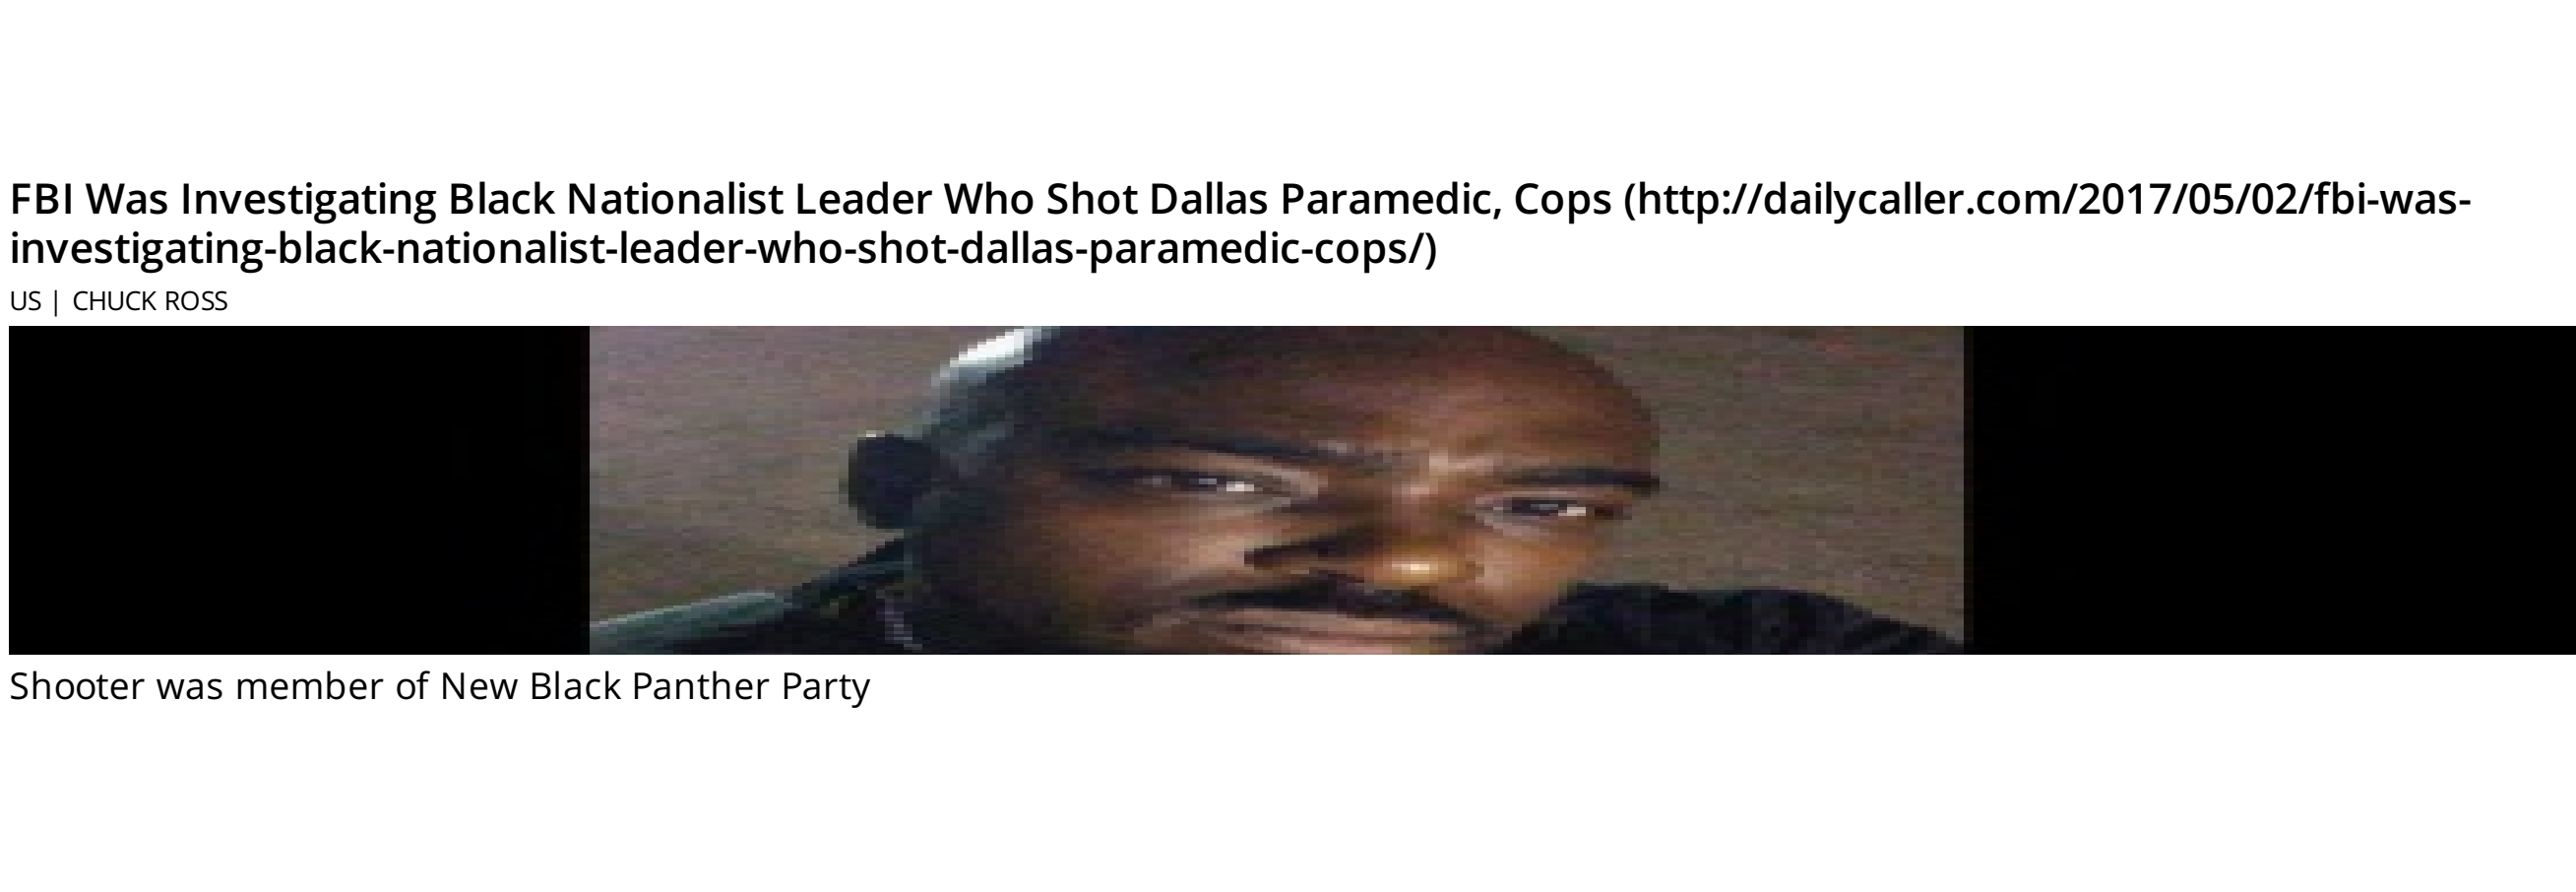 FBI Was Investigating Black Nationalist Leader Who Shot Dallas Paramedic, Cops (http://dailycaller.com/2017/05/02/fbi-was-
investigating-black-nationalist-leader-who-shot-dallas-paramedic-cops/)
US | CHUCK ROSS
Shooter was member of New Black Panther Party